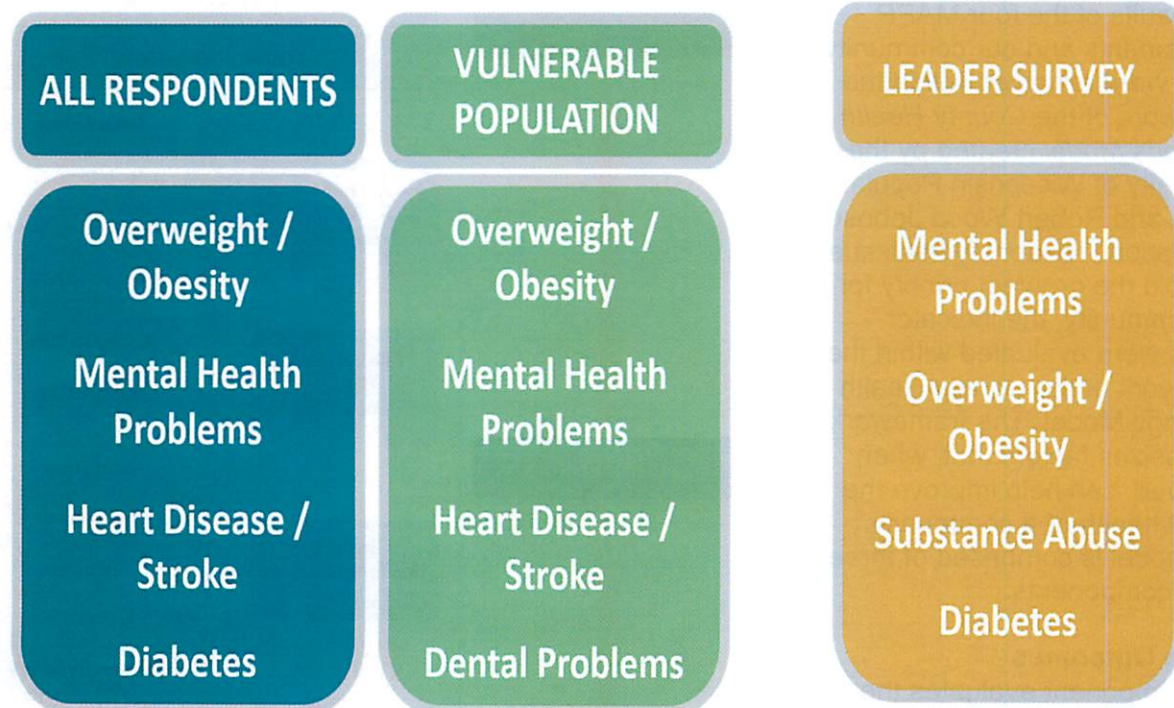 ALL RESPONDENTS
Overweight /
Obesity
Mental Health
Problems
Heart Disease /
Stroke
Diabetes
VULNERABLE
POPULATION
Overweight /
Obesity
Mental Health
Problems
Heart Disease /
Stroke
Dental Problems
LEADER SURVEY
Mental Health
Problems
Overweight /
Obesity
Substance Abuse
Diabetes